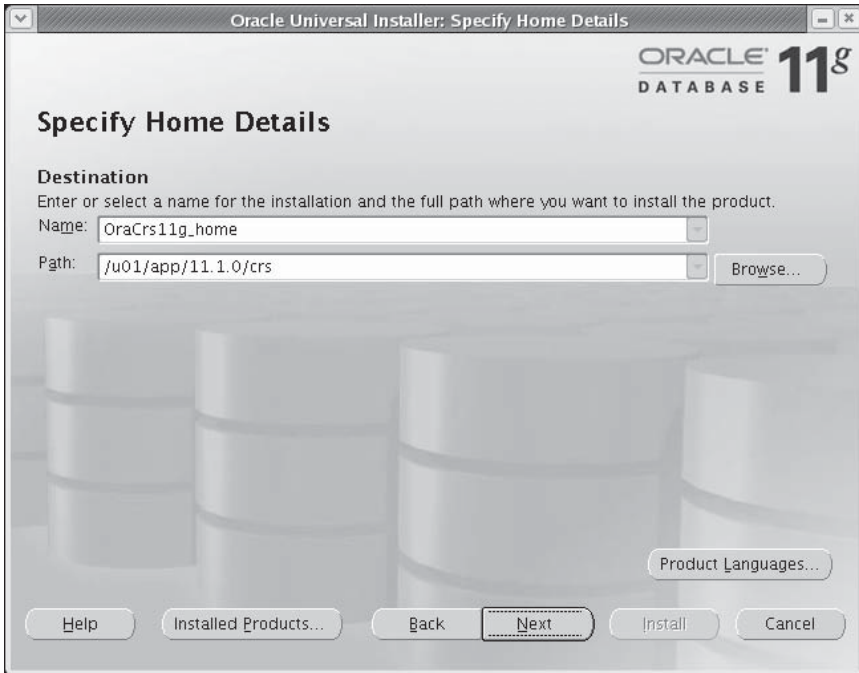 Oracle Universal Installer: Specify Home Details
ORACLE 11g
DATABASE
Specify Home Details
Destination
Enter or select a name for the installation and the full path where you want to install the product.
Name: OraCrs11g_home
Path: /u01/app/11.1.0/crs Browse...
Product Languages...
Help Installed Products... Back Next Install Cancel